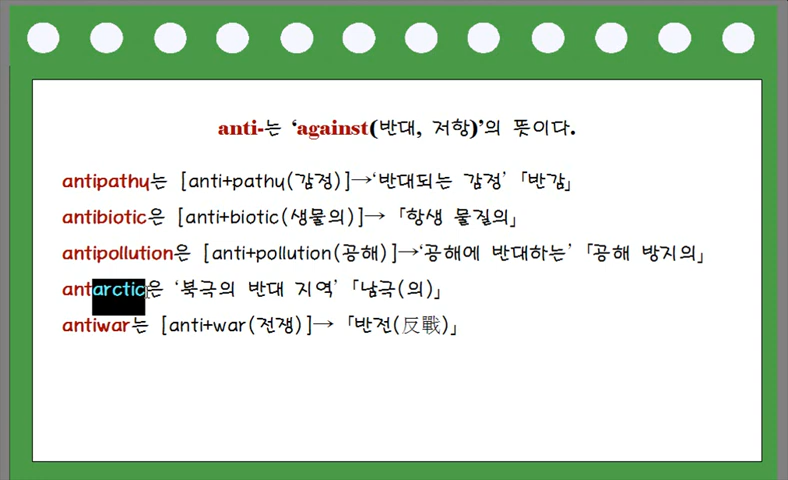 anti-는 ‘against(반대, 저항)’의 뜻이다.
antipathy는 [anti+pathy(감정)]→‘반대되는 감정’ 「반감」
antibiotic은 [anti+biotic(생물의)]→ 「항생 물질의」
antipollution은 [anti+pollution(공해)]→‘공해에 반대하는’ 「공해 방지의」
antarctic은 ‘북극의 반대 지역’ 「남극(의)」
antiwar는 [anti+war(전쟁)]→ 「반전(反戰)」